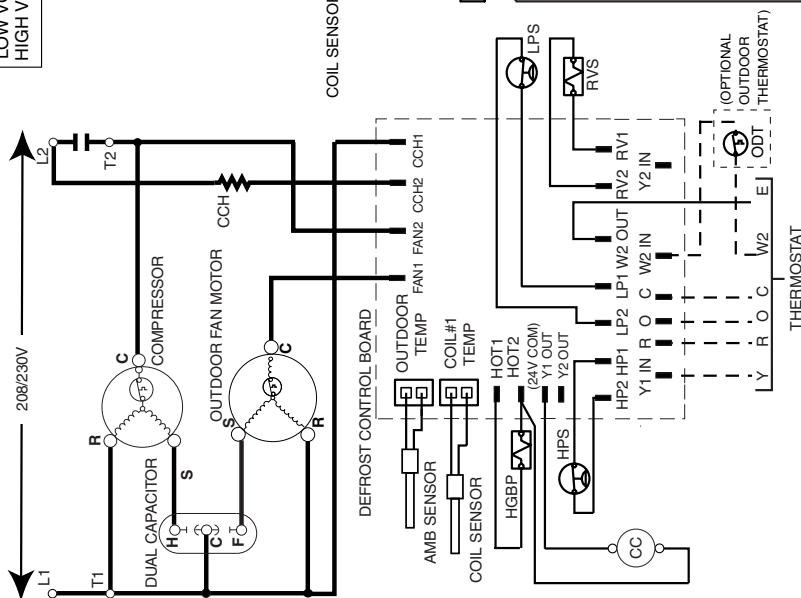 LOW VO
HIGH V
COIL SENSOR
208/230V
L1
L2
T1
T2
CCH
COMPRESSOR
R
C
S
OUTDOOR FAN MOTOR
S
C
R
DUAL CAPACITOR
H
C
F
DEFROST CONTROL BOARD
FAN1
FAN2
CCH2
CCH1
OUTDOOR
TEMP
COIL#1
TEMP
AMB SENSOR
COIL SENSOR
HOT1
HOT2
(24V COM)
Y1 OUT
Y2 OUT
HGBP
HPS
CC
HP2
HP1
LP2
LP1
W2 OUT
RV2
RV1
Y1 IN
R
O
C
W2 IN
Y2 IN
LPS
RVS
(OPTIONAL
OUTDOOR
THERMOSTAT)
ODT
Y
R
O
C
W2
E
THERMOSTAT